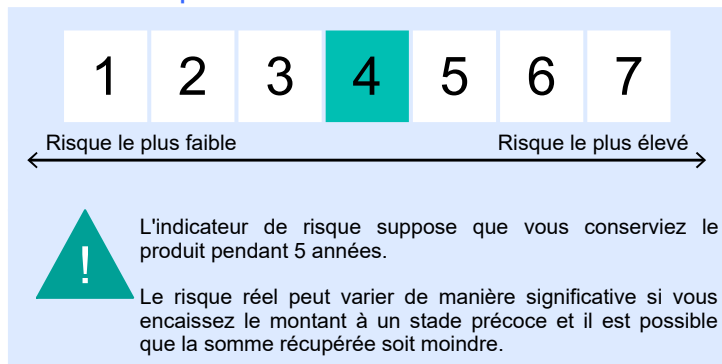 1 2 3 4 5 6 7
Risque le plus faible Risque le plus élevé
L'indicateur de risque suppose que vous conserviez le
produit pendant 5 années.
!
Le risque réel peut varier de manière significative si vous
encaissez le montant à un stade précoce et il est possible
que la somme récupérée soit moindre.